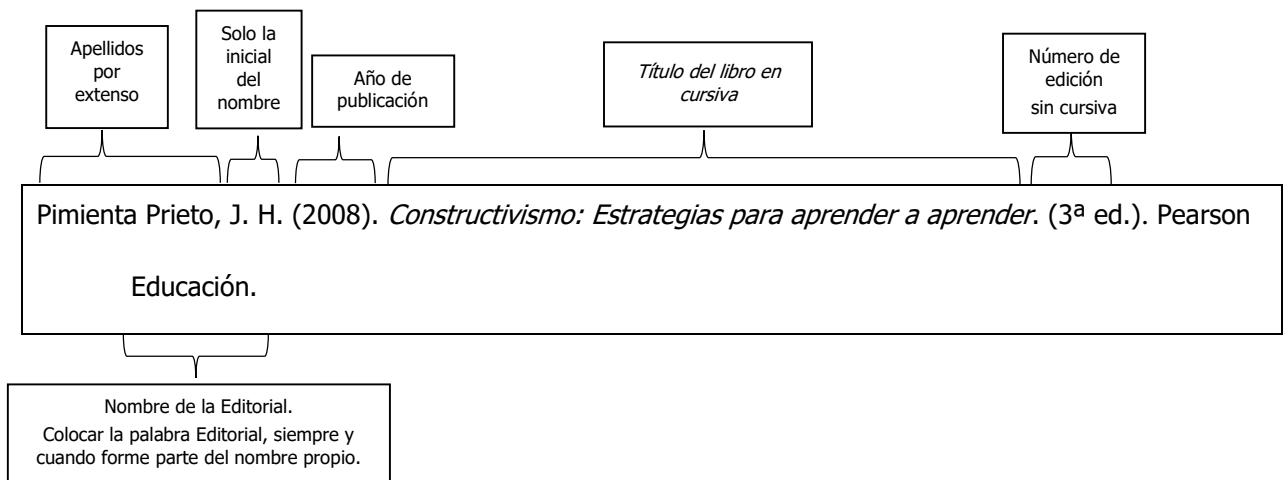 Apellidos
por
extenso
Solo la
inicial
del
nombre
Año de
publicación
Título del libro en
cursiva
Número de
edición
sin cursiva
Pimienta Prieto, J. H. (2008). Constructivismo: Estrategias para aprender a aprender. (3ª ed.). Pearson
Educación.
Nombre de la Editorial.
Colocar la palabra Editorial, siempre y
cuando forme parte del nombre propio.